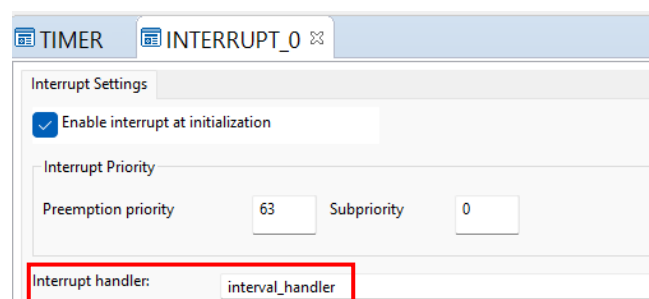 TIMER INTERRUPT_0
Interrupt Settings
Enable interrupt at initialization
Interrupt Priority
Preemption priority 63 Subpriority 0
Interrupt handler: interval_handler